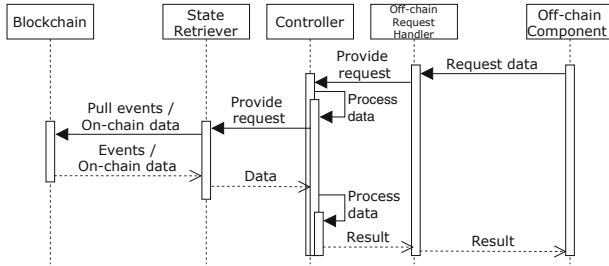 Blockchain
State
Retriever
Controller
Off-chain
Request
Handler
Off-chain
Component
Provide
request
Request data
Process
data
Pull events /
On-chain data
Provide
request
Events /
On-chain data
Data
Process
data
Result
Result